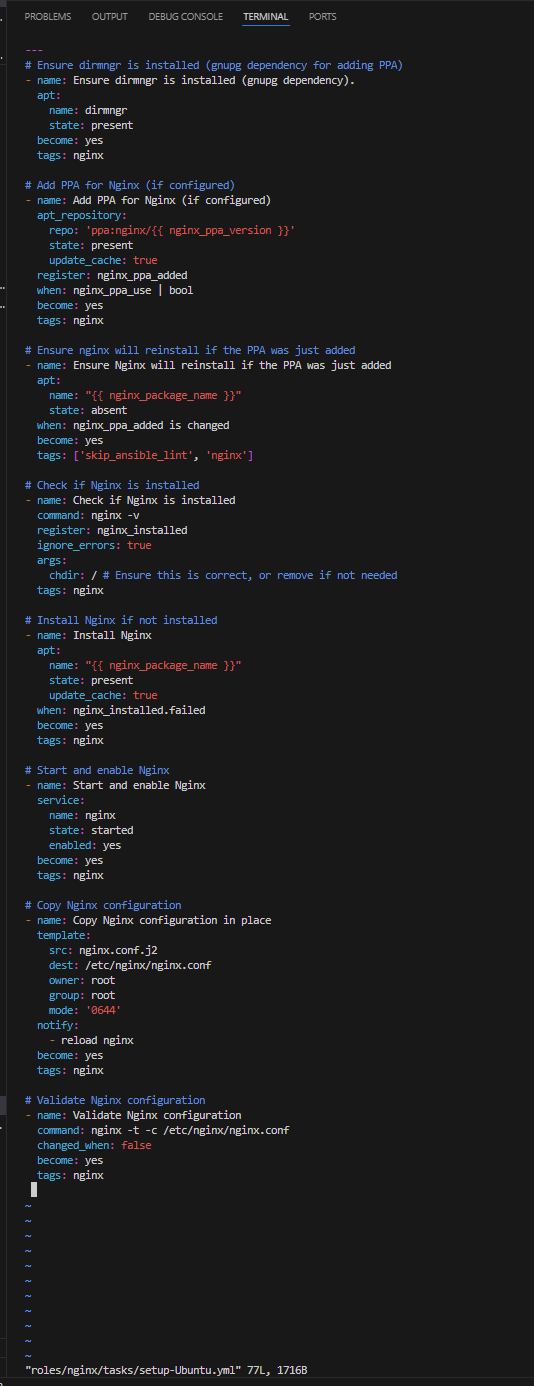 PROBLEMS OUTPUT DEBUG CONSOLE TERMINAL PORTS
---
# Ensure dirmngr is installed (gnupg dependency for adding PPA)
- name: Ensure dirmngr is installed (gnupg dependency).
  apt:
    name: dirmngr
    state: present
  become: yes
  tags: nginx

# Add PPA for Nginx (if configured)
- name: Add PPA for Nginx (if configured)
  apt_repository:
    repo: 'ppa:nginx/{{ nginx_ppa_version }}'
    state: present
    update_cache: true
  register: nginx_ppa_added
  when: nginx_ppa_use | bool
  become: yes
  tags: nginx

# Ensure nginx will reinstall if the PPA was just added
- name: Ensure Nginx will reinstall if the PPA was just added
  apt:
    name: "{{ nginx_package_name }}"
    state: absent
  when: nginx_ppa_added is changed
  become: yes
  tags: ['skip_ansible_lint', 'nginx']

# Check if Nginx is installed
- name: Check if Nginx is installed
  command: nginx -v
  register: nginx_installed
  ignore_errors: true
  args:
    chdir: / # Ensure this is correct, or remove if not needed
  tags: nginx

# Install Nginx if not installed
- name: Install Nginx
  apt:
    name: "{{ nginx_package_name }}"
    state: present
    update_cache: true
  when: nginx_installed.failed
  become: yes
  tags: nginx

# Start and enable Nginx
- name: Start and enable Nginx
  service:
    name: nginx
    state: started
    enabled: yes
  become: yes
  tags: nginx

# Copy Nginx configuration
- name: Copy Nginx configuration in place
  template:
    src: nginx.conf.j2
    dest: /etc/nginx/nginx.conf
    owner: root
    group: root
    mode: '0644'
  notify:
    - reload nginx
  become: yes
  tags: nginx

# Validate Nginx configuration
- name: Validate Nginx configuration
  command: nginx -t -c /etc/nginx/nginx.conf
  changed_when: false
  become: yes
  tags: nginx

~
~
~
~
~
~
~
~
~
~
~
"roles/nginx/tasks/setup-Ubuntu.yml" 77L, 1716B